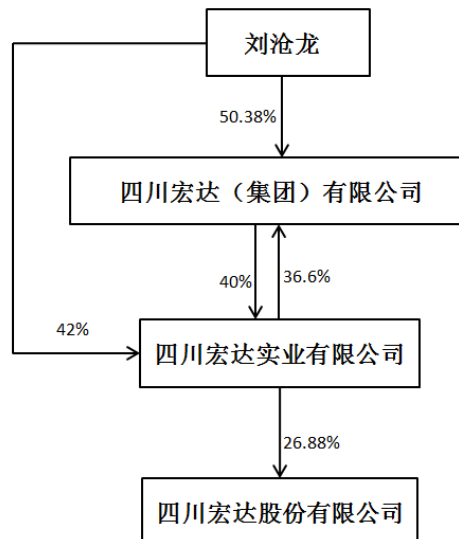 刘沧龙
50.38%
四川宏达（集团）有限公司
40%
36.6%
42%
四川宏达实业有限公司
26.88%
四川宏达股份有限公司